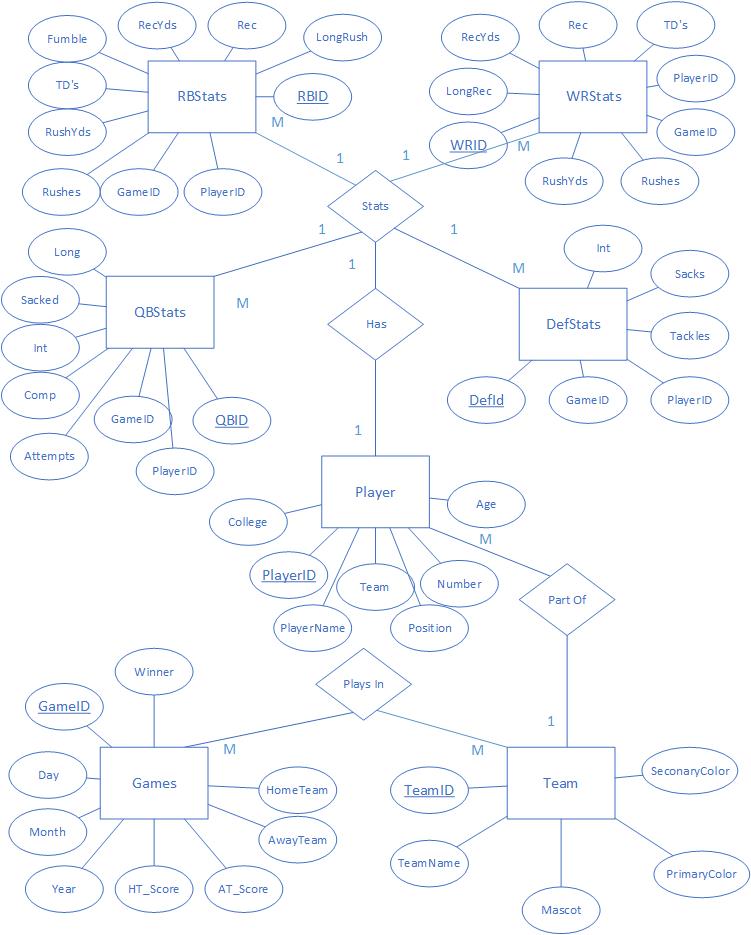 RecYds
Rec
LongRush
Fumble
TD's
RushYds
Rushes
GameID
PlayerID
RBID
RBStats
M
1
RecYds
Rec
TD's
LongRec
PlayerID
GameID
WRID
WRStats
RushYds
Rushes
M
1
Stats
1
1
1
Long
Sacked
Int
Comp
Attempts
GameID
PlayerID
QBID
QBStats
M
Has
1
M
Int
Sacks
Tackles
PlayerID
GameID
DefId
DefStats
Player
College
Age
PlayerID
Team
Number
PlayerName
Position
M
Part Of
1
Plays In
M
M
Winner
GameID
Day
Month
Year
HT_Score
AT_Score
HomeTeam
AwayTeam
Games
TeamID
TeamName
Mascot
SeconaryColor
PrimaryColor
Team